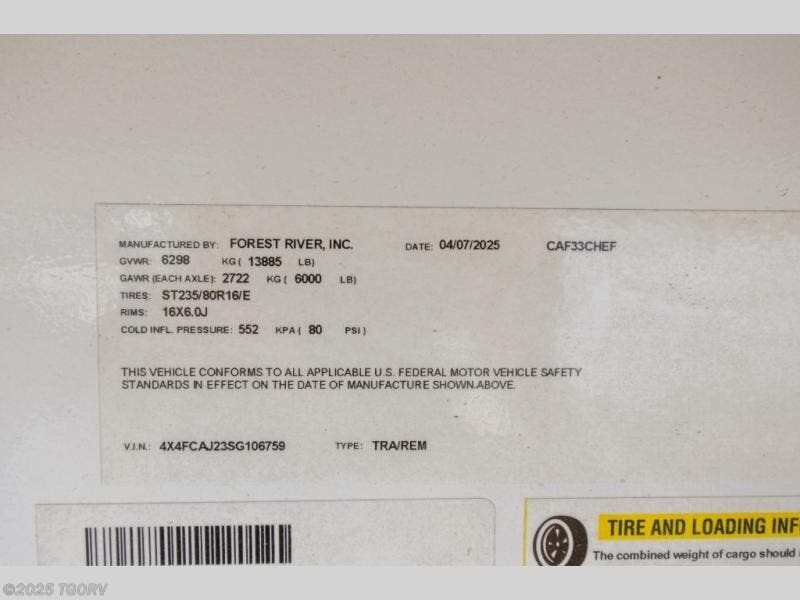 MANUFACTURED BY: FOREST RIVER, INC. DATE: 04/07/2025 CAF33CHEF
GVWR: 6298 KG ( 13885 LB)
GAWR (EACH AXLE): 2722 KG ( 6000 LB)
TIRES: ST235/80R16/E
RIMS: 16X6.0J
COLD INFL. PRESSURE: 552 KPA ( 80 PSI )
THIS VEHICLE CONFORMS TO ALL APPLICABLE U.S. FEDERAL MOTOR VEHICLE SAFETY
STANDARDS IN EFFECT ON THE DATE OF MANUFACTURE SHOWN ABOVE.
V.I.N.: 4X4FCAJ23SG106759 TYPE: TRA/REM
TIRE AND LOADING INF
The combined weight of cargo should
©2025 TGORV